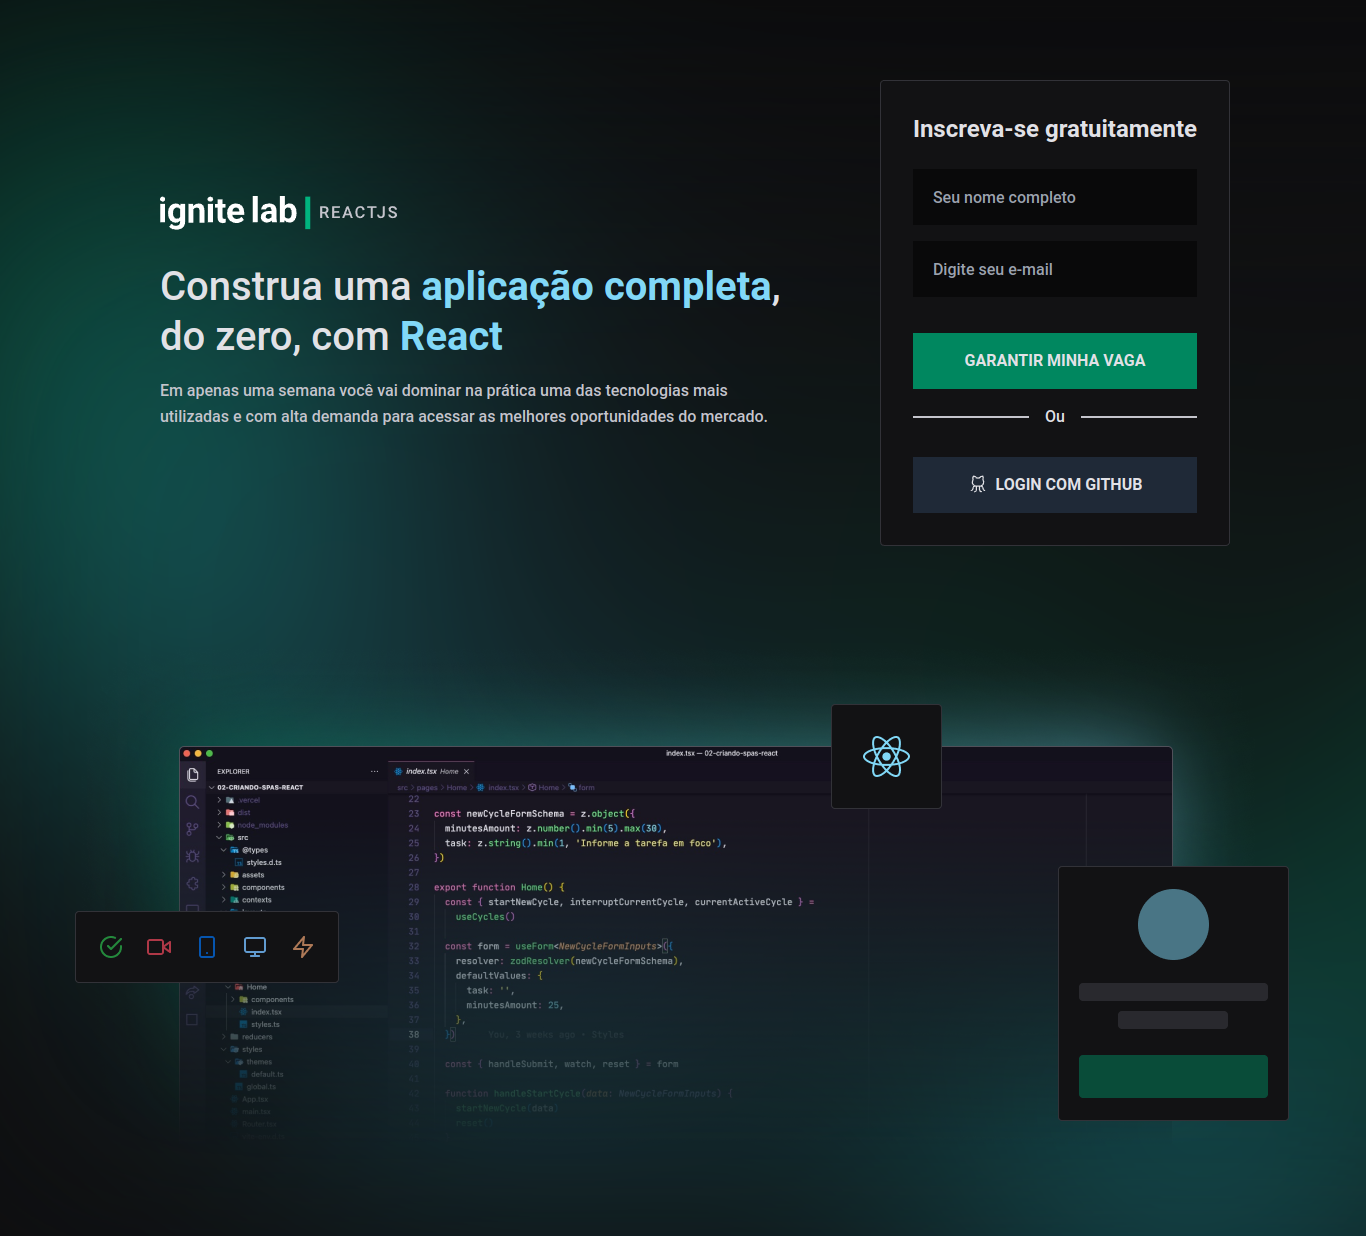 ignite lab | REACTJS
Construa uma aplicação completa,
do zero, com React
Em apenas uma semana você vai dominar na prática uma das tecnologias mais
utilizadas e com alta demanda para acessar as melhores oportunidades do mercado.
Inscreva-se gratuitamente
Seu nome completo
Digite seu e-mail
GARANTIR MINHA VAGA
Ou
LOGIN COM GITHUB
index.tsx — 02-criando-spas-react
EXPLORER
02-CRIANDO-SPAS-REACT
.vercel
dist
node_modules
src
@types
styles.d.ts
assets
components
contexts
Home
components
index.tsx
styles.ts
reducers
styles
themes
default.ts
global.ts
App.tsx
main.tsx
Router.tsx
index.tsx Home
src > pages > Home > index.tsx > Home > form
22
23 const newCycleFormSchema = z.object({
24 minutesAmount: z.number().min(5).max(30),
25 task: z.string().min(1, 'Informe a tarefa em foco'),
26 })
27
28 export function Home() {
29 const { startNewCycle, interruptCurrentCycle, currentActiveCycle } =
30 useCycles()
31
32 const form = useForm<NewCycleFormInputs>({
33 resolver: zodResolver(newCycleFormSchema),
34 defaultValues: {
35 task: '',
36 minutesAmount: 25,
37 },
38 }) You, 3 weeks ago • Styles
39
40 const { handleSubmit, watch, reset } = form
41
42 function handleStartCycle(data: NewCycleFormInputs) {
43 startNewCycle(data)
reset()